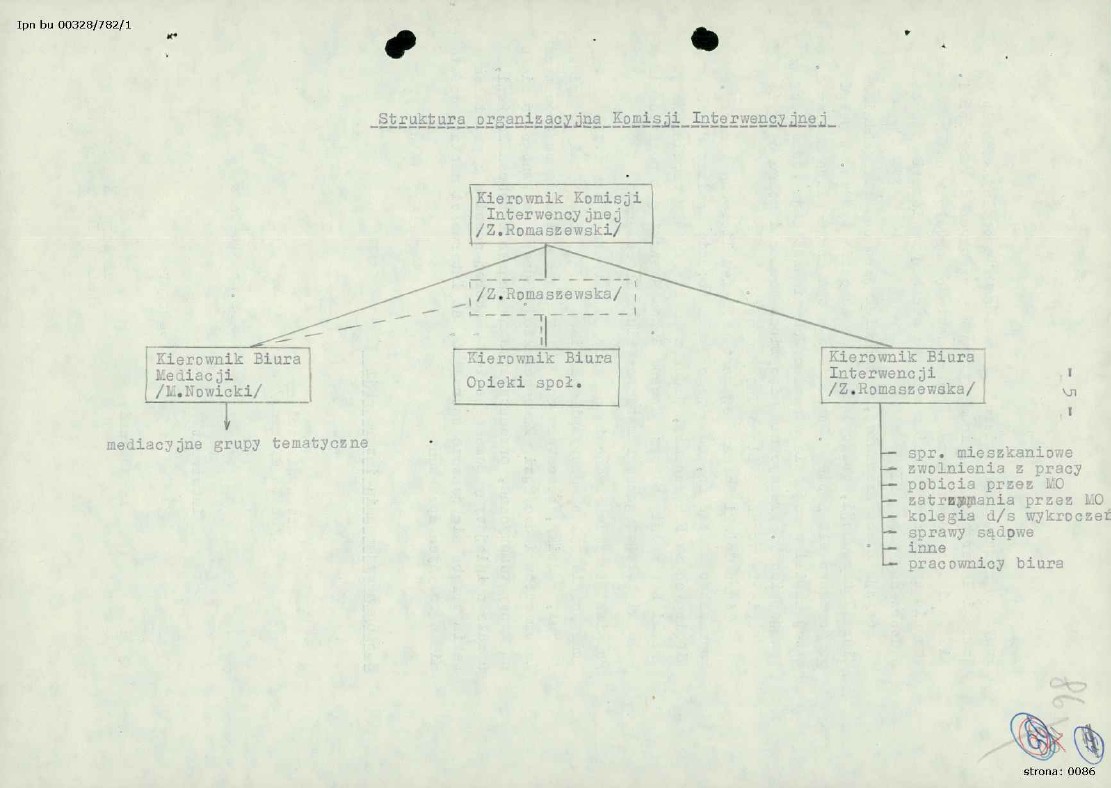 Ipn bu 00328/782/1
Struktura organizacyjna Komisji Interwencyjnej
Kierownik Komisji
Interwencyjnej
/Z.Romaszewski/
/Z.Romaszewska/
Kierownik Biura
Mediacji
/M.Nowicki/
Kierownik Biura
Opieki społ.
Kierownik Biura
Interwencji
/Z.Romaszewska/
- 5 -
mediacyjne grupy tematyczne
spr. mieszkaniowe
zwolnienia z pracy
pobicia przez MO
zatrzymania przez MO
kolegia d/s wykroczeń
sprawy sądowe
inne
pracownicy biura
strona: 0086